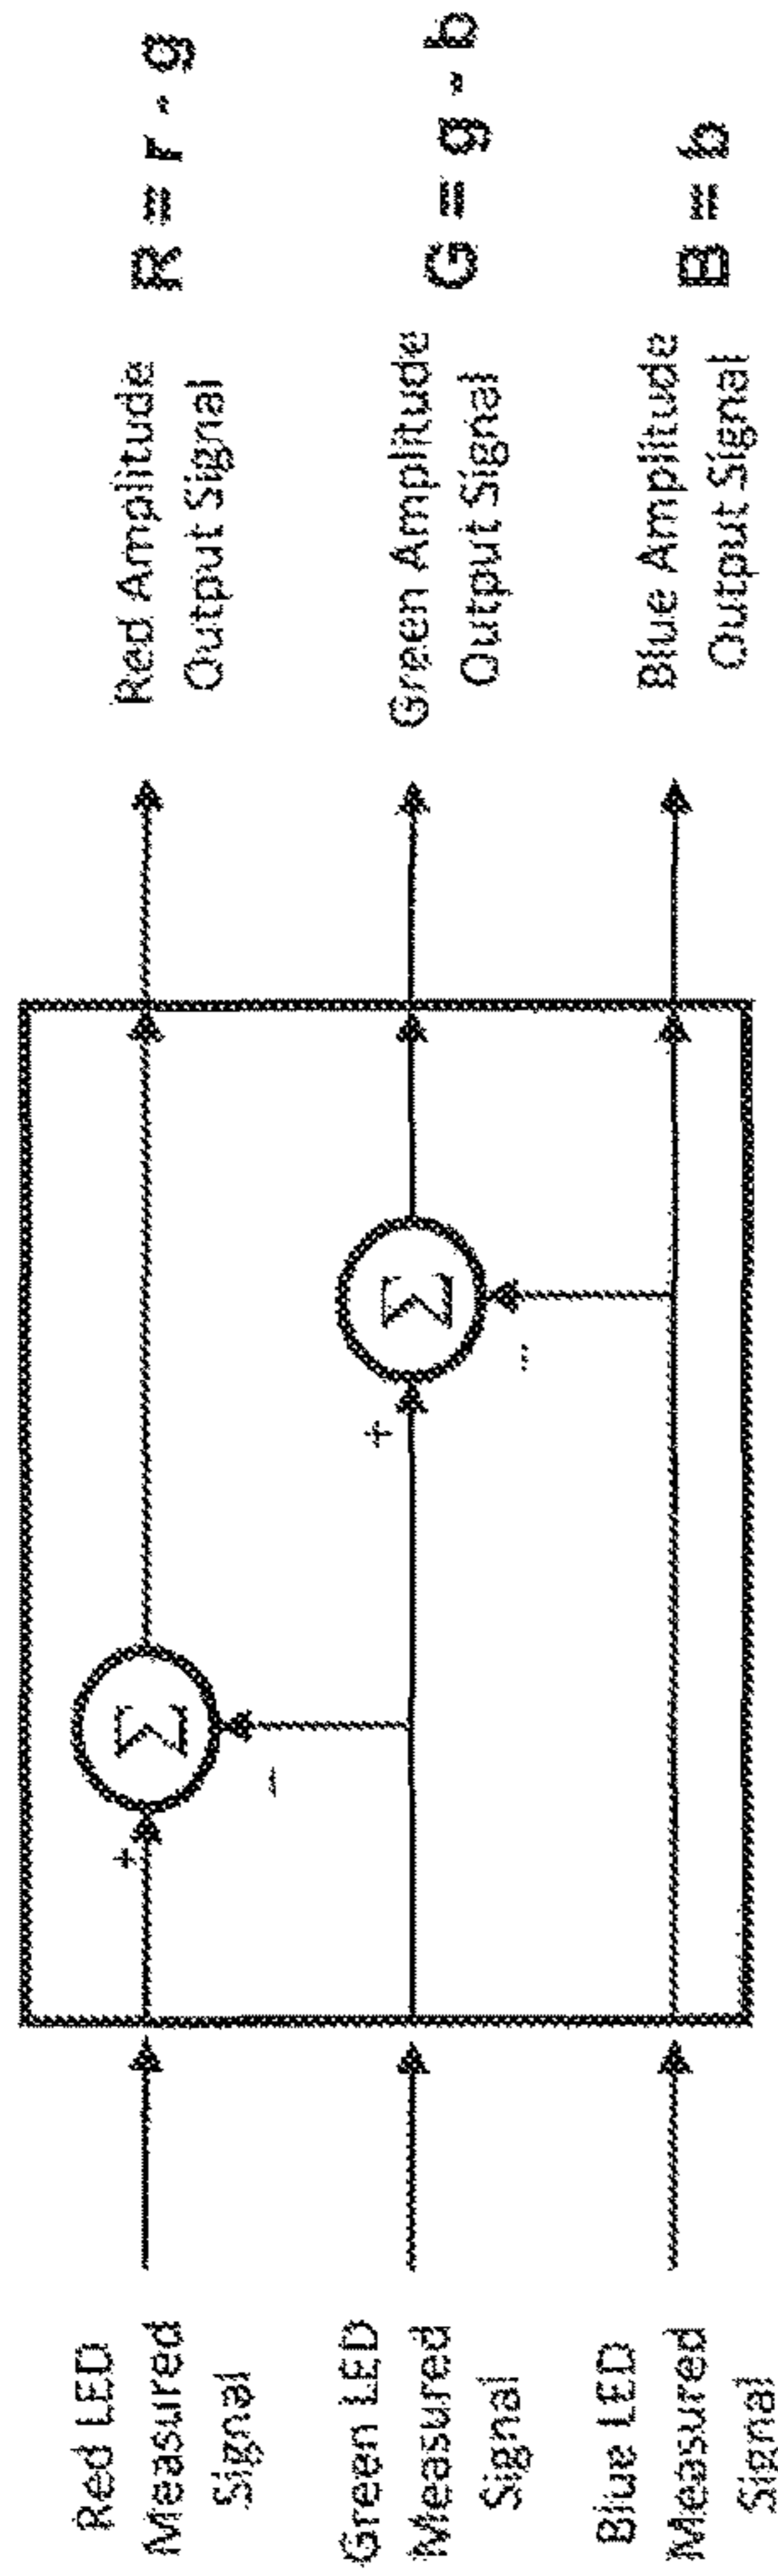 Red LED
Measured
Signal
+
-
Σ
Red Amplitude
Output Signal
R = r - g
Green LED
Measured
Signal
+
-
Σ
Green Amplitude
Output Signal
G = g - b
Blue LED
Measured
Signal
Blue Amplitude
Output Signal
B = b